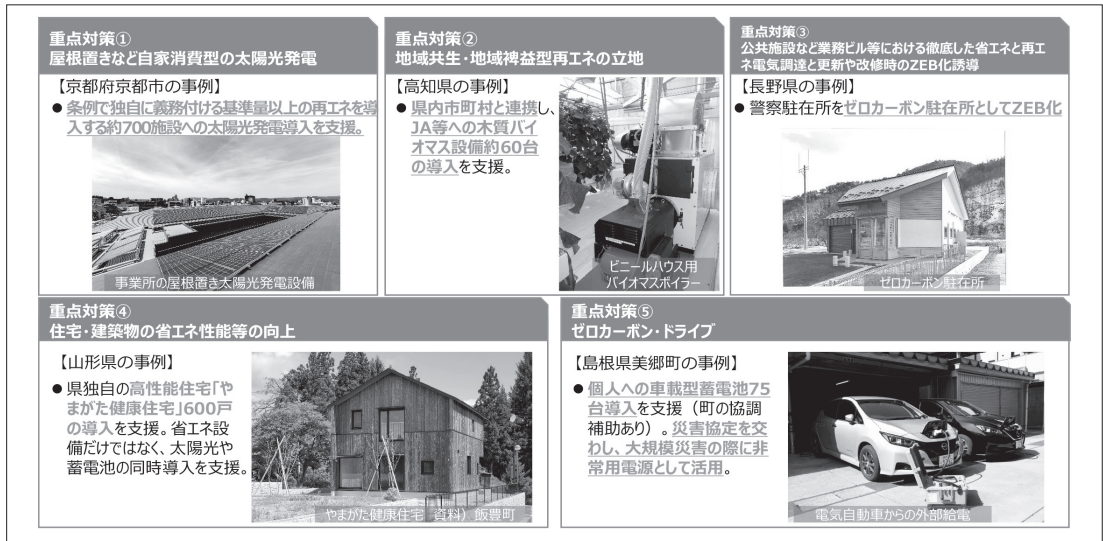 重点対策①
屋根置きなど自家消費型の太陽光発電
【京都府京都市の事例】
● 条例で独自に義務付ける基準量以上の再エネを導
入する約700施設への太陽光発電導入を支援。
事業所の屋根置き太陽光発電設備
重点対策②
地域共生・地域裨益型再エネの立地
【高知県の事例】
● 県内市町村と連携し、
JA等への木質バイ
オマス設備約60台
の導入を支援。
ビニールハウス用
バイオマスボイラー
重点対策③
公共施設など業務ビル等における徹底した省エネと再エ
ネ電気調達と更新や改修時のZEB化誘導
【長野県の事例】
● 警察駐在所をゼロカーボン駐在所としてZEB化
ゼロカーボン駐在所
重点対策④
住宅・建築物の省エネ性能等の向上
【山形県の事例】
● 県独自の高性能住宅「や
まがた健康住宅」600戸
の導入を支援。省エネ設
備だけではなく、太陽光や
蓄電池の同時導入を支援。
やまがた健康住宅 資料）飯豊町
重点対策⑤
ゼロカーボン・ドライブ
【島根県美郷町の事例】
● 個人への車載型蓄電池75
台導入を支援（町の協調
補助あり）。災害協定を交
わし、大規模災害の際に非
常用電源として活用。
電気自動車からの外部給電